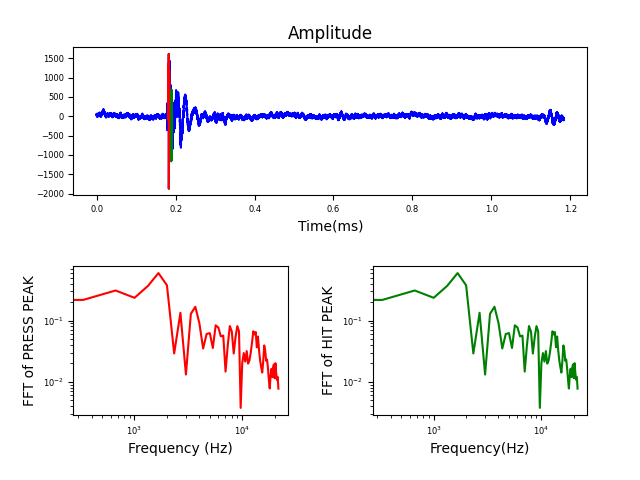 Amplitude
1500
1000
500
0
−500
−1000
−1500
−2000
0.0 0.2 0.4 0.6 0.8 1.0 1.2
Time(ms)
FFT of PRESS PEAK
10⁻¹
10⁻²
10³ 10⁴
Frequency (Hz)
FFT of HIT PEAK
10⁻¹
10⁻²
10³ 10⁴
Frequency(Hz)